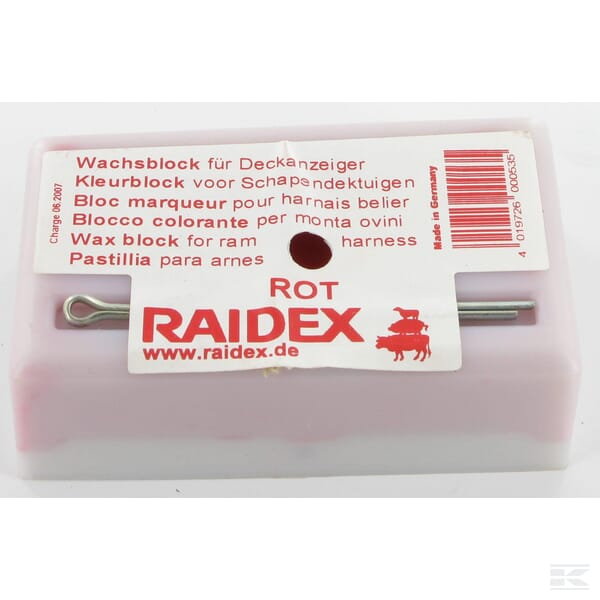 Wachsblock für Deckanzeiger
Kleurblock voor Schapendektuigen
Bloc marqueur pour harnais belier
Blocco colorante per monta ovini
Wax block for ram harness
Pastillia para arnes
ROT
RAIDEX
www.raidex.de
Charge 06.2007
Made in Germany
4 019726 000535
K